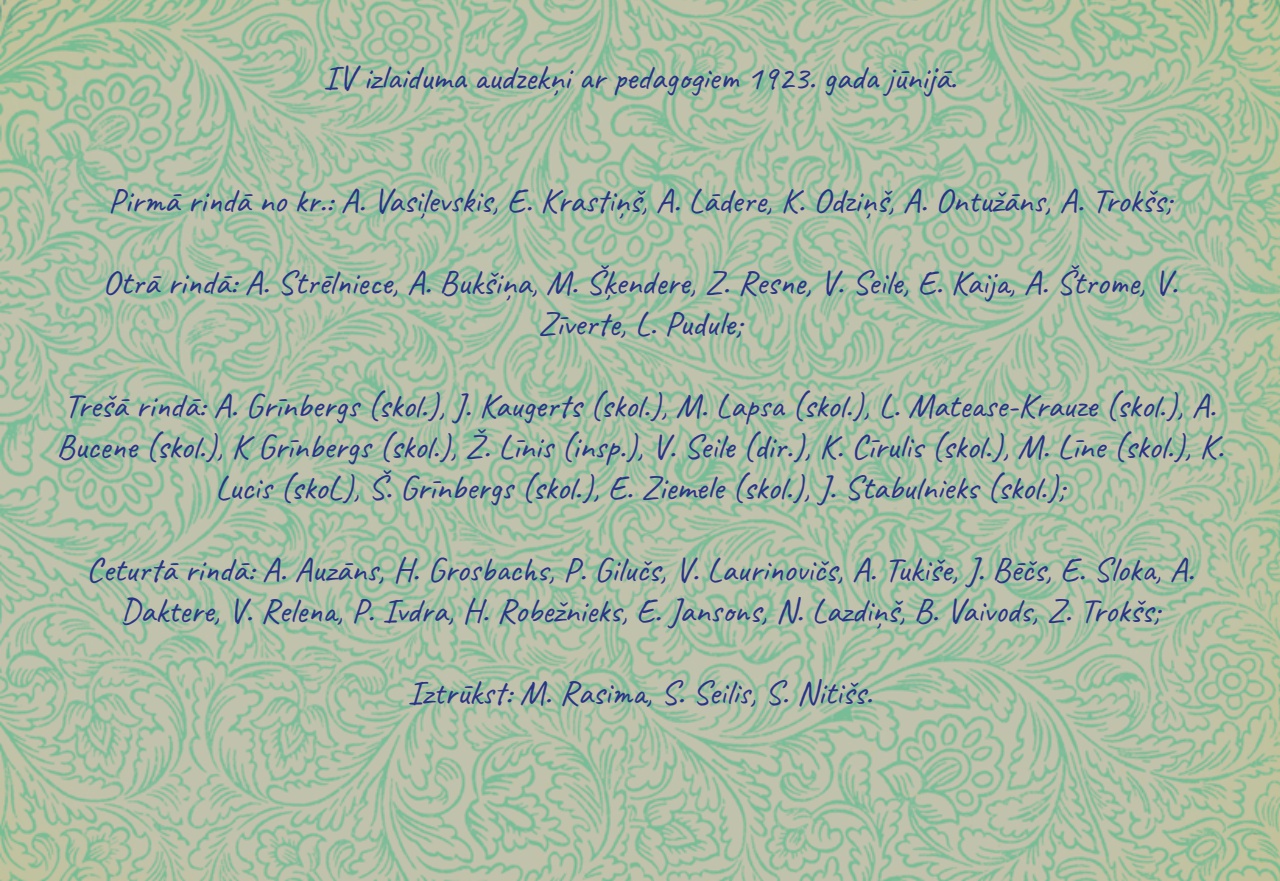 IV izlaiduma audzekņi ar pedagogiem 1923. gada jūnijā.
Pirmā rindā no kr.: A. Vasiļevskis, E. Krastiņš, A. Lādere, K. Odziņš, A. Ontužāns, A. Trokšs;
Otrā rindā: A. Strēlniece, A. Bukšiņa, M. Šķendere, Z. Resne, V. Seile, E. Kaija, A. Štrome, V.
Zīverte, L. Pudule;
Trešā rindā: A. Grīnbergs (skol.), J. Kaugerts (skol.), M. Lapsa (skol.), L. Matease-Krauze (skol.), A.
Bucene (skol.), K Grīnbergs (skol.), Ž. Līnis (insp.), V. Seile (dir.), K. Cīrulis (skol.), M. Līne (skol.), K.
Lucis (skoL), Š. Grīnbergs (skol.), E. Ziemele (skol.), J. Stabulnieks (skol.);
Ceturtā rindā: A. Auzāns, H. Grosbachs, P. Gilučs, V. Laurinovičs, A. Tukiše, J. Bēčs, E. Sloka, A.
Daktere, V. Relena, P. Ivdra, H. Robežnieks, E. Jansons, N. Lazdiņš, B. Vaivods, Z. Trokšs;
Iztrūkst: M. Rasima, S. Seilis, S. Nitišs.